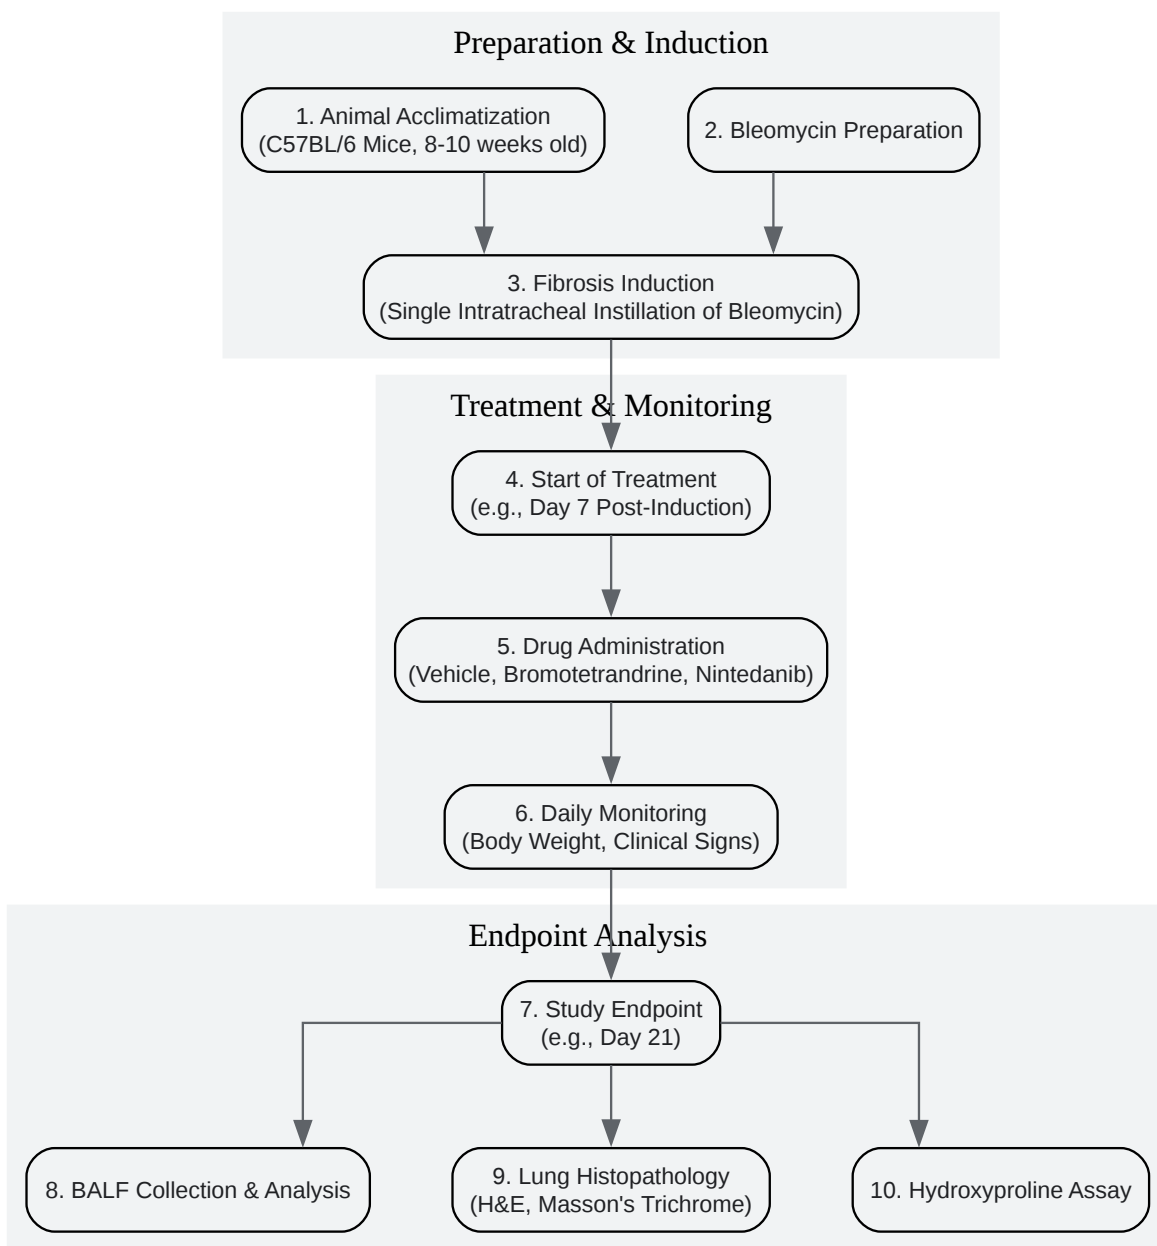 Preparation & Induction
1. Animal Acclimatization
(C57BL/6 Mice, 8-10 weeks old)
2. Bleomycin Preparation
3. Fibrosis Induction
(Single Intratracheal Instillation of Bleomycin)
Treatment & Monitoring
4. Start of Treatment
(e.g., Day 7 Post-Induction)
5. Drug Administration
(Vehicle, Bromotetrandrine, Nintedanib)
6. Daily Monitoring
(Body Weight, Clinical Signs)
Endpoint Analysis
7. Study Endpoint
(e.g., Day 21)
8. BALF Collection & Analysis
9. Lung Histopathology
(H&E, Masson's Trichrome)
10. Hydroxyproline Assay